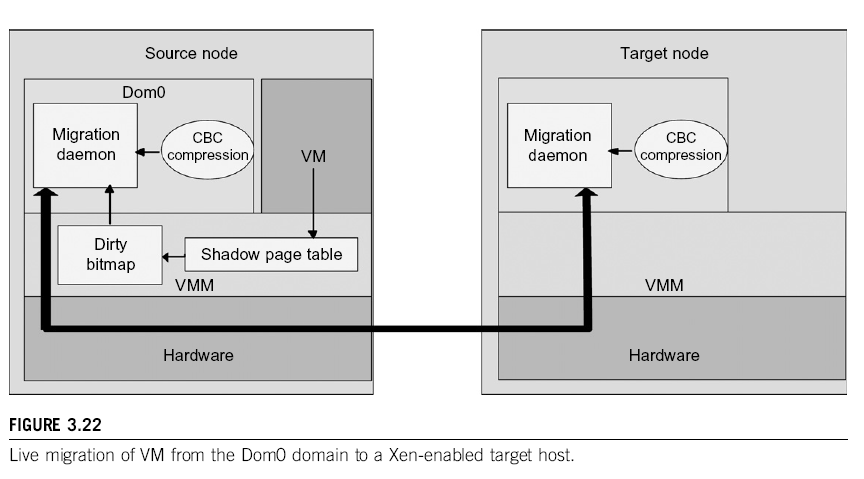 Source node
Dom0
Migration
daemon
CBC
compression
VM
Dirty
bitmap
Shadow page table
VMM
Hardware
Target node
Migration
daemon
CBC
compression
VMM
Hardware
FIGURE 3.22
Live migration of VM from the Dom0 domain to a Xen-enabled target host.